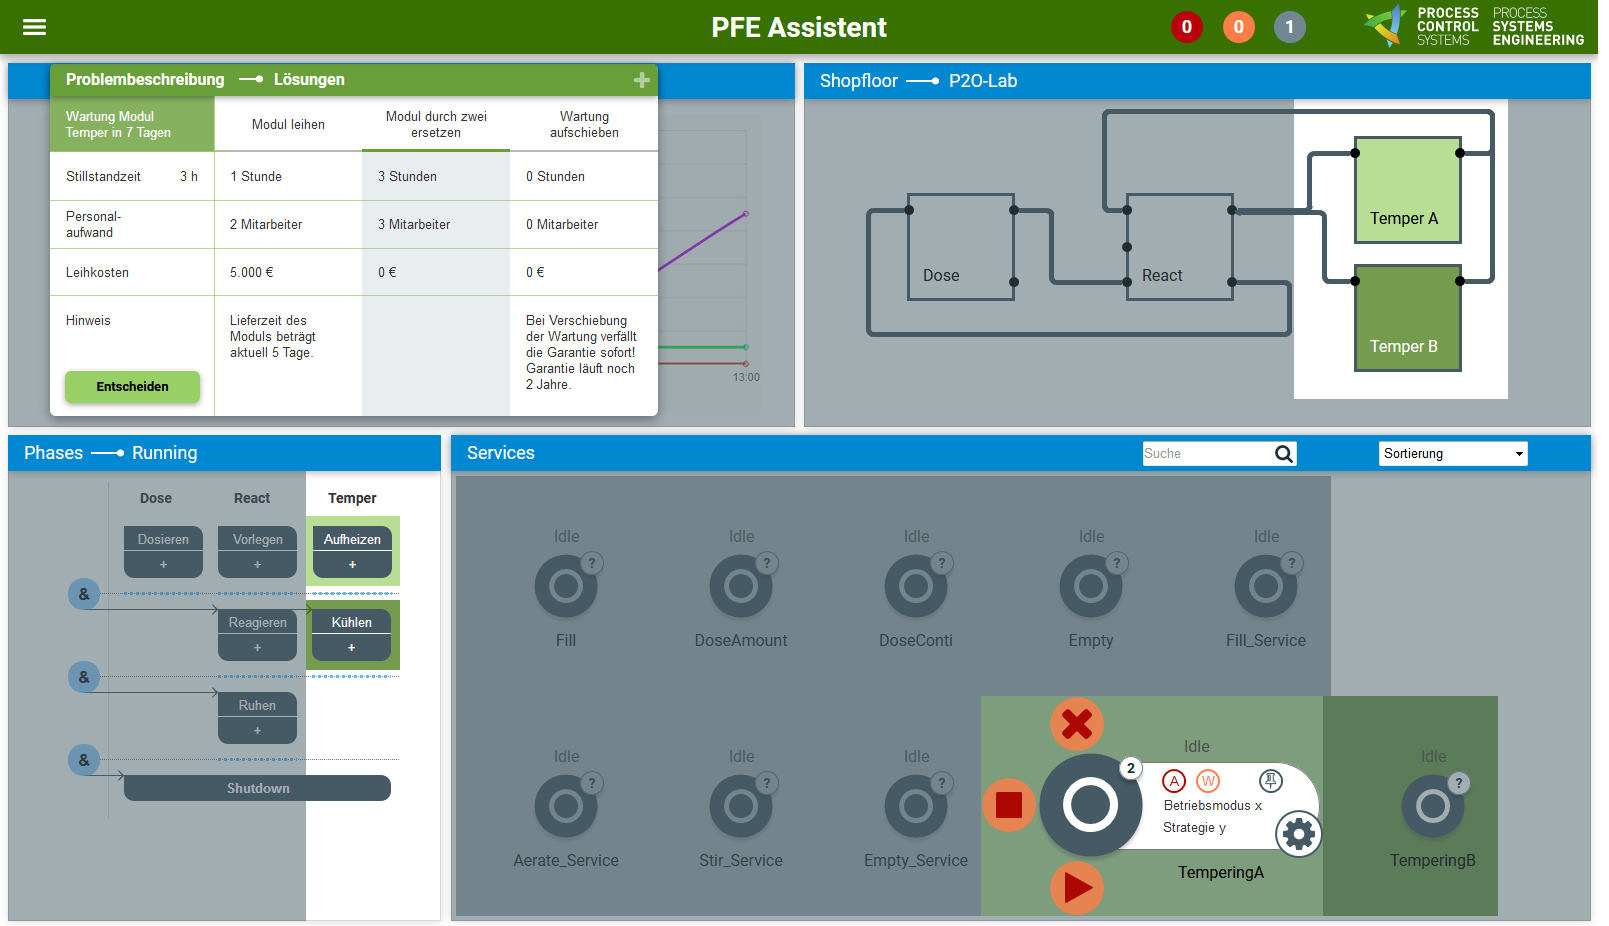 PFE Assistent
0 0 1
PROCESS CONTROL SYSTEMS
PROCESS SYSTEMS ENGINEERING
Problembeschreibung Lösungen +
Wartung Modul Temper in 7 Tagen
Modul leihen
Modul durch zwei ersetzen
Wartung aufschieben
Stillstandzeit 3 h 1 Stunde 3 Stunden 0 Stunden
Personal-
aufwand
2 Mitarbeiter 3 Mitarbeiter 0 Mitarbeiter
Leihkosten 5.000 € 0 € 0 €
Hinweis
Lieferzeit des
Moduls beträgt
aktuell 5 Tage.
Bei Verschiebung
der Wartung verfällt
die Garantie sofort!
Garantie läuft noch
2 Jahre.
Entscheiden
13:00
Shopfloor P2O-Lab
Dose
React
Temper A
Temper B
Phases Running
Dose React Temper
Dosieren Vorlegen Aufheizen
+ + +
&
Reagieren Kühlen
+ +
&
Ruhen
+
&
Shutdown
Services
Suche
Sortierung
Idle Idle Idle Idle Idle
? ? ? ? ?
Fill DoseAmount DoseConti Empty Fill_Service
Idle Idle Idle Idle Idle
? ? ? 2 ?
A W
Betriebsmodus x
Strategie y
Aerate_Service Stir_Service Empty_Service TemperingA TemperingB